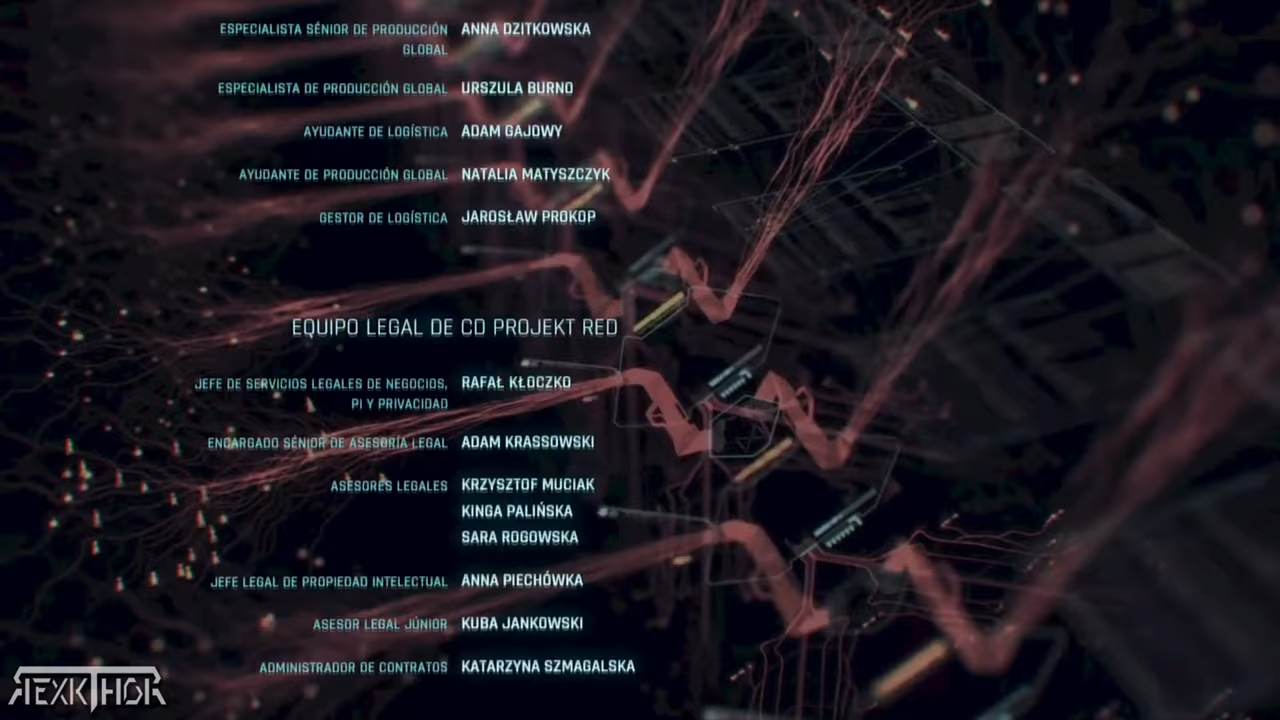 ESPECIALISTA SÉNIOR DE PRODUCCIÓN ANNA DZITKOWSKA
GLOBAL
ESPECIALISTA DE PRODUCCIÓN GLOBAL URSZULA BURNO
AYUDANTE DE LOGÍSTICA ADAM GAJOWY
AYUDANTE DE PRODUCCIÓN GLOBAL NATALIA MATYSZCZYK
GESTOR DE LOGÍSTICA JAROSŁAW PROKOP
EQUIPO LEGAL DE CD PROJEKT RED
JEFE DE SERVICIOS LEGALES DE NEGOCIOS, RAFAŁ KŁOCZKO
PI Y PRIVACIDAD
ENCARGADO SÉNIOR DE ASESORÍA LEGAL ADAM KRASSOWSKI
ASESORES LEGALES KRZYSZTOF MUCIAK
KINGA PALIŃSKA
SARA ROGOWSKA
JEFE LEGAL DE PROPIEDAD INTELECTUAL ANNA PIECHÓWKA
ASESOR LEGAL JÚNIOR KUBA JANKOWSKI
ADMINISTRADOR DE CONTRATOS KATARZYNA SZMAGALSKA
TEXKTHOR